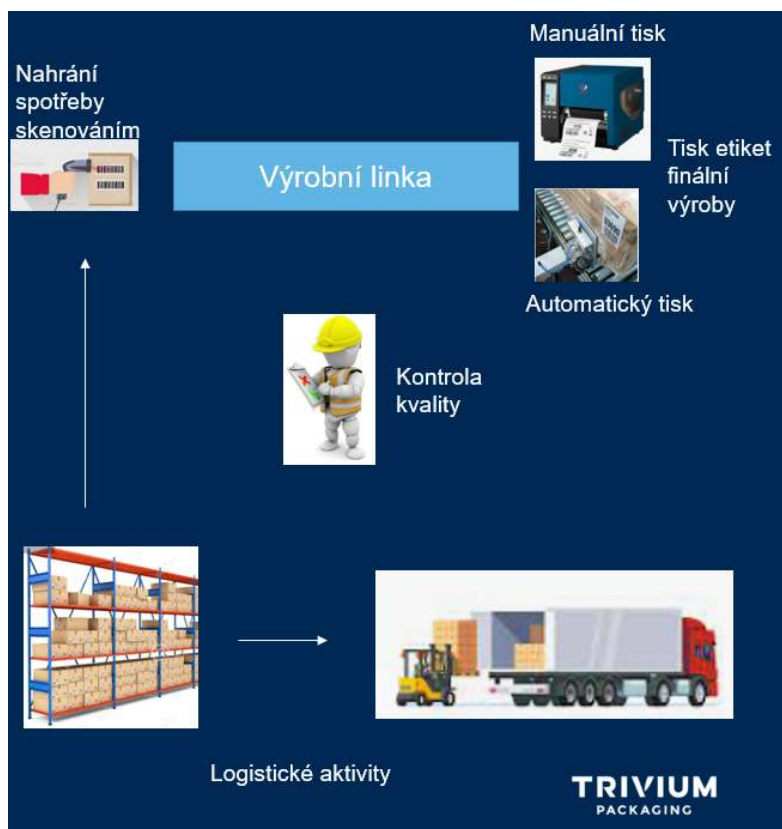 Manuální tisk
Nahrání
spotřeby
skenováním
Výrobní linka
Tisk etiket
finální
výroby
Automatický tisk
Kontrola
kvality
Logistické aktivity
TRIVIUM
PACKAGING